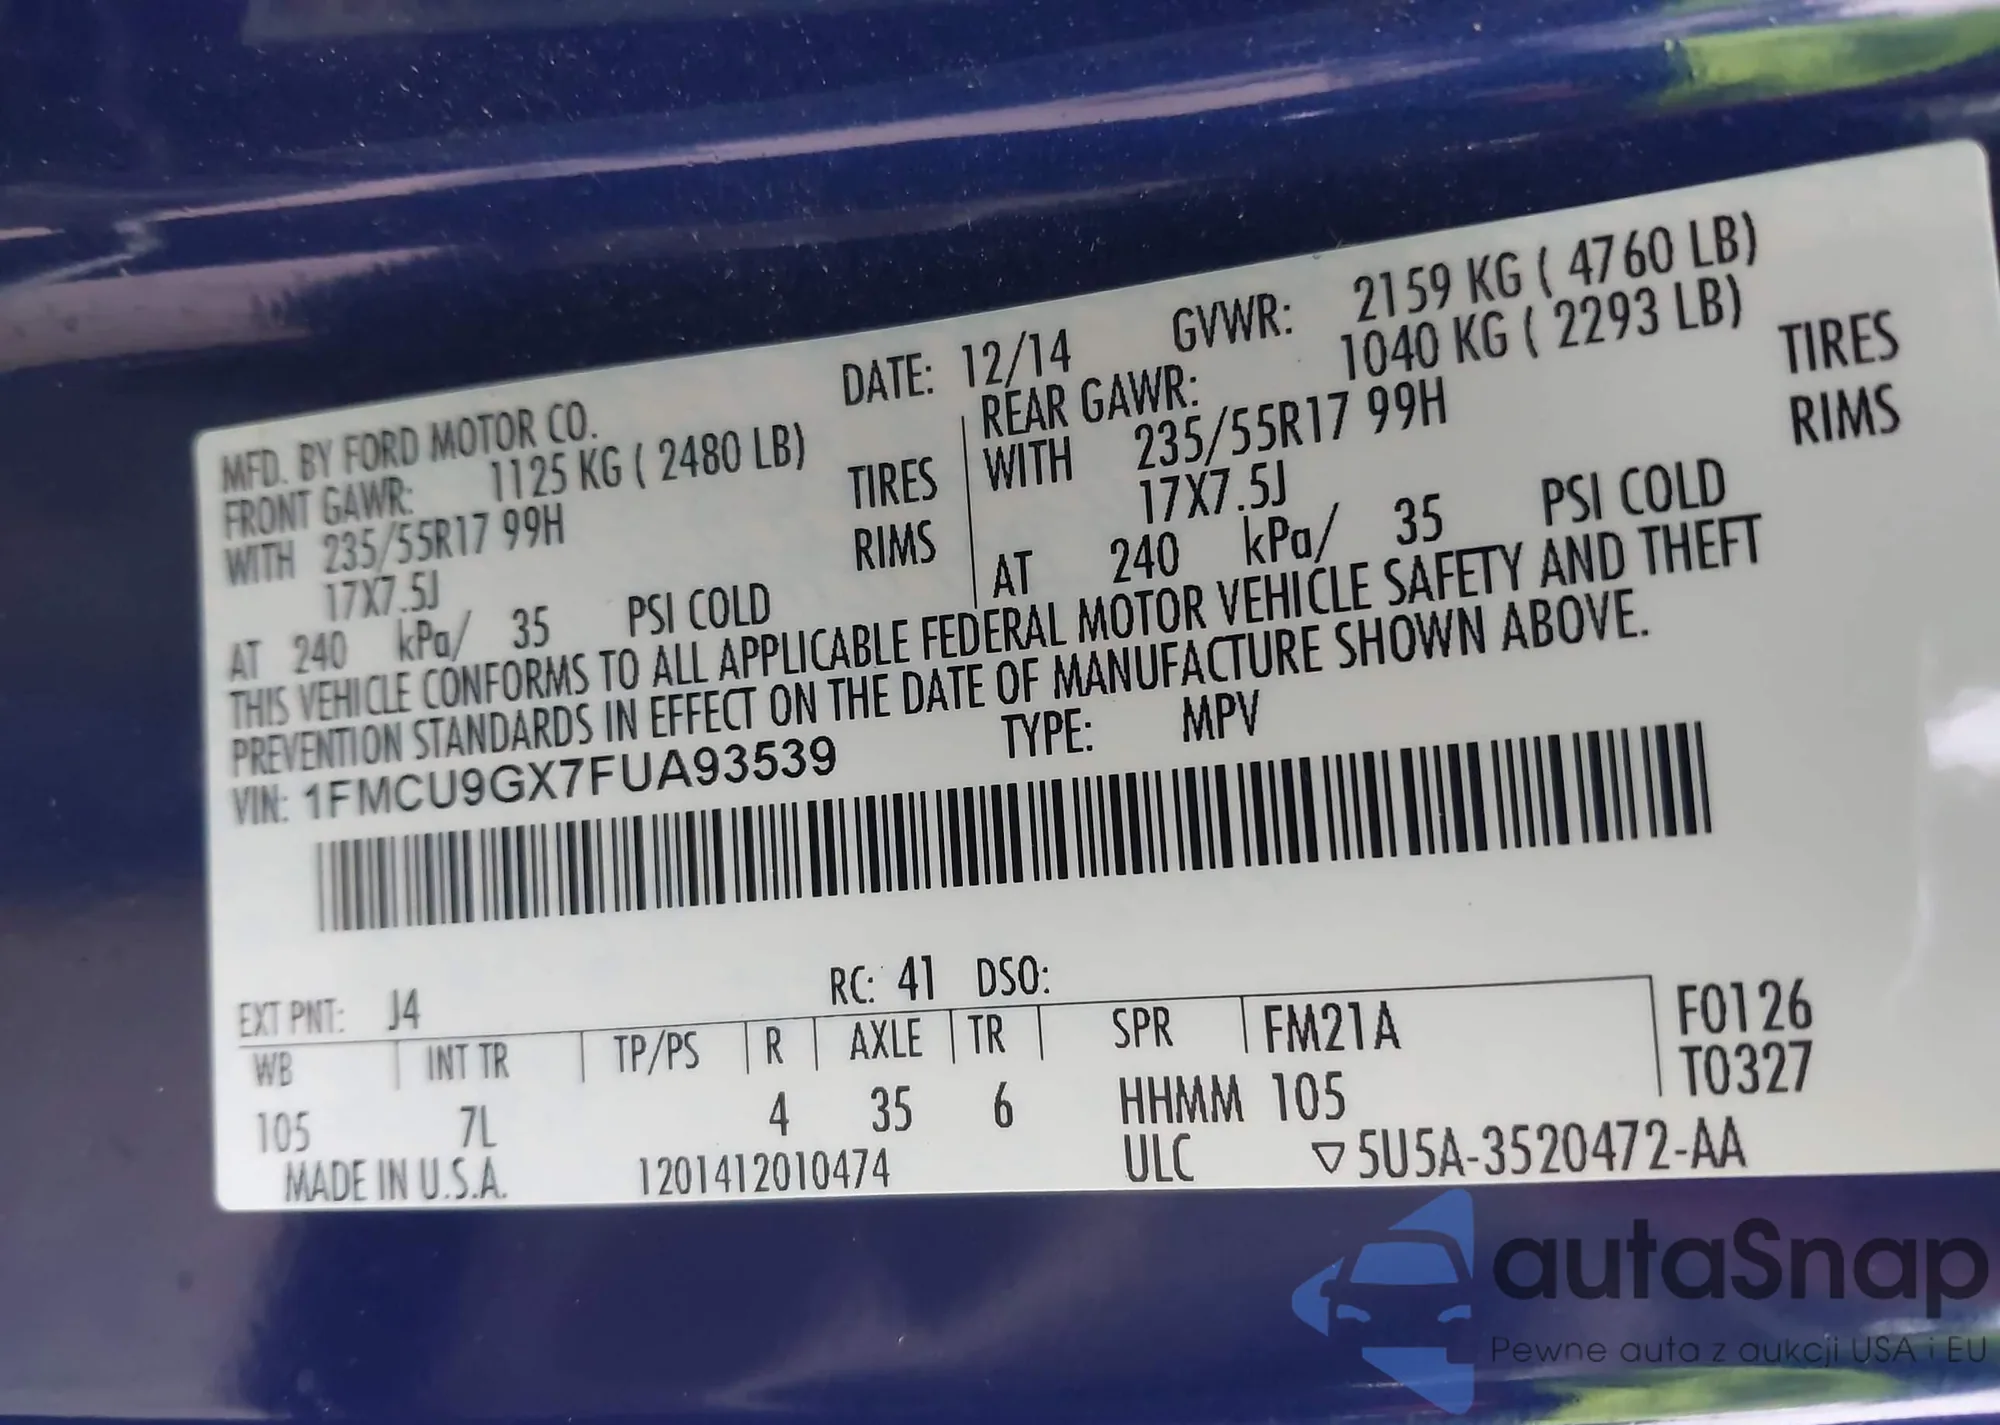 MFD. BY FORD MOTOR CO. DATE: 12/14 GVWR: 2159 KG ( 4760 LB)
FRONT GAWR: 1125 KG ( 2480 LB) REAR GAWR: 1040 KG ( 2293 LB)
WITH 235/55R17 99H TIRES WITH 235/55R17 99H TIRES
17X7.5J RIMS 17X7.5J RIMS
AT 240 kPa/ 35 PSI COLD AT 240 kPa/ 35 PSI COLD
THIS VEHICLE CONFORMS TO ALL APPLICABLE FEDERAL MOTOR VEHICLE SAFETY AND THEFT
PREVENTION STANDARDS IN EFFECT ON THE DATE OF MANUFACTURE SHOWN ABOVE.
VIN: 1FMCU9GX7FUA93539 TYPE: MPV
EXT PNT: J4 RC: 41 DSO:
WB INT TR TP/PS R AXLE TR SPR FM21A F0126
105 7L 4 35 6 HHMM 105 T0327
MADE IN U.S.A. 1201412010474 ULC ▽5U5A-3520472-AA
autaSnap
Pewne auta z aukcji USA i EU